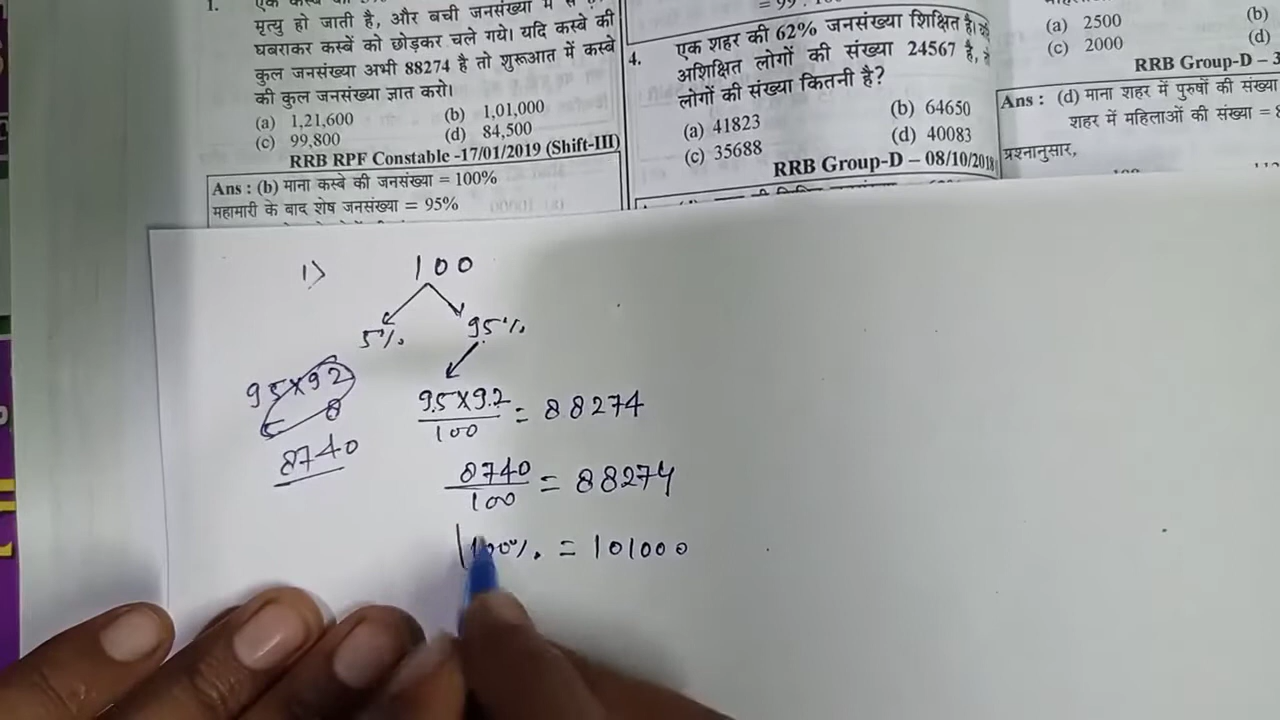 1.
मृत्यु हो जाती है, और बची जनसंख्या में से
घबराकर कस्बें को छोड़कर चले गये। यदि कस्बे की
कुल जनसंख्या अभी 88274 है तो शुरूआत में कस्बे
की कुल जनसंख्या ज्ञात करो।
(a) 1,21,600 (b) 1,01,000
(c) 99,800 (d) 84,500
RRB RPF Constable -17/01/2019 (Shift-III)
Ans : (b) माना कस्बे की जनसंख्या = 100%
महामारी के बाद शेष जनसंख्या = 95%
4. एक शहर की 62% जनसंख्या शिक्षित है।
अशिक्षित लोगों की संख्या 24567 है,
लोगों की संख्या कितनी है?
(a) 41823 (b) 64650
(c) 35688 (d) 40083
RRB Group-D – 08/10/2018
(a) 2500 (b)
(c) 2000 (d)
RRB Group-D – 3
Ans : (d) माना शहर में पुरुषों की संख्या
शहर में महिलाओं की संख्या =
प्रश्नानुसार,
1) 100
5% 95%
95×92
8
8740
95×92
100 = 88274
8740
100 = 88274
100% = 101000